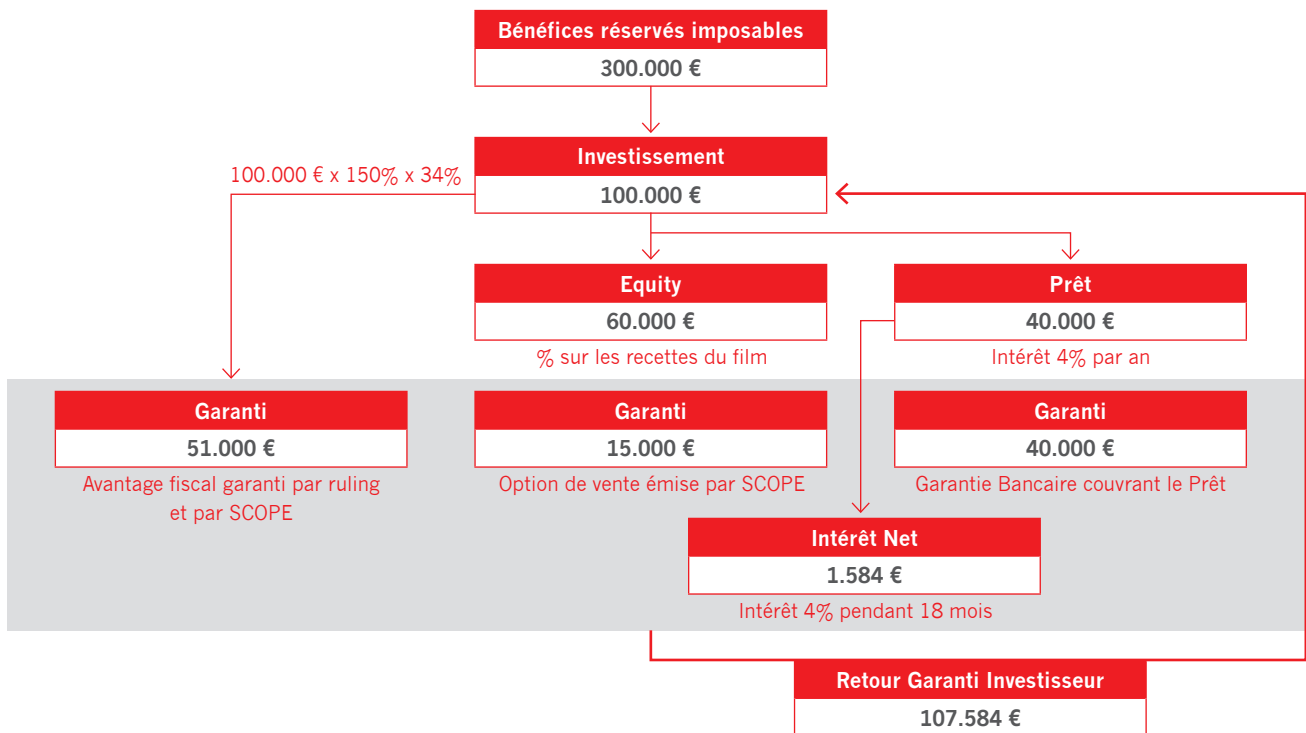 Bénéfices réservés imposables
300.000 €
Investissement
100.000 € x 150% x 34%
100.000 €
Equity
60.000 €
% sur les recettes du film
Prêt
40.000 €
Intérêt 4% par an
Garanti
51.000 €
Avantage fiscal garanti par ruling
et par SCOPE
Garanti
15.000 €
Option de vente émise par SCOPE
Garanti
40.000 €
Garantie Bancaire couvrant le Prêt
Intérêt Net
1.584 €
Intérêt 4% pendant 18 mois
Retour Garanti Investisseur
107.584 €